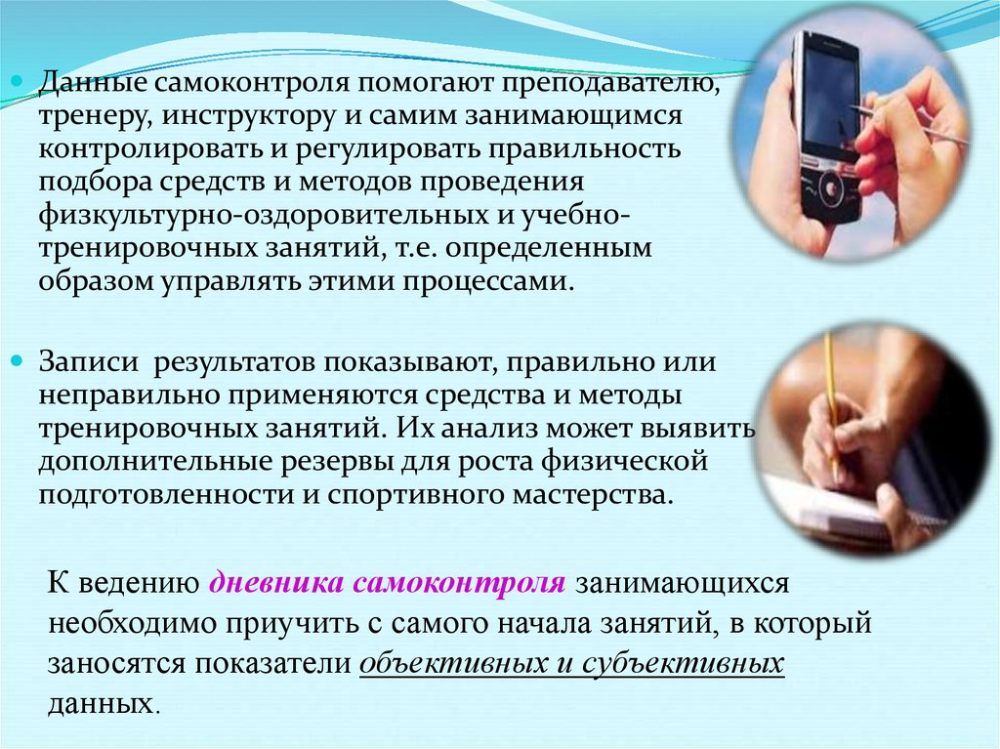 Данные самоконтроля помогают преподавателю,
тренеру, инструктору и самим занимающимся
контролировать и регулировать правильность
подбора средств и методов проведения
физкультурно-оздоровительных и учебно-
тренировочных занятий, т.е. определенным
образом управлять этими процессами.
Записи результатов показывают, правильно или
неправильно применяются средства и методы
тренировочных занятий. Их анализ может выявить
дополнительные резервы для роста физической
подготовленности и спортивного мастерства.
К ведению дневника самоконтроля занимающихся
необходимо приучить с самого начала занятий, в который
заносятся показатели объективных и субъективных
данных.